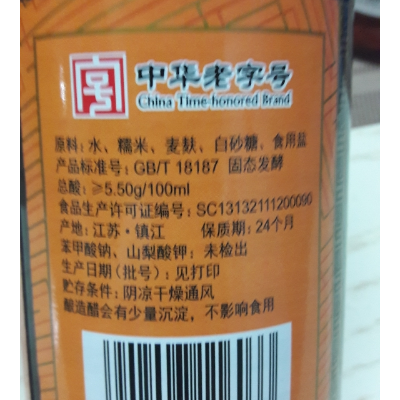 中华老字号
China Time-honored Brand
原料：水、糯米、麦麸、白砂糖、食用盐
产品标准号：GB/T 18187 固态发酵
总酸：≥5.50g/100ml
食品生产许可证编号：SC13132111200090
产地：江苏·镇江 保质期：24个月
苯甲酸钠、山梨酸钾：未检出
生产日期（批号）：见打印
贮存条件：阴凉干燥通风
酿造醋会有少量沉淀，不影响食用